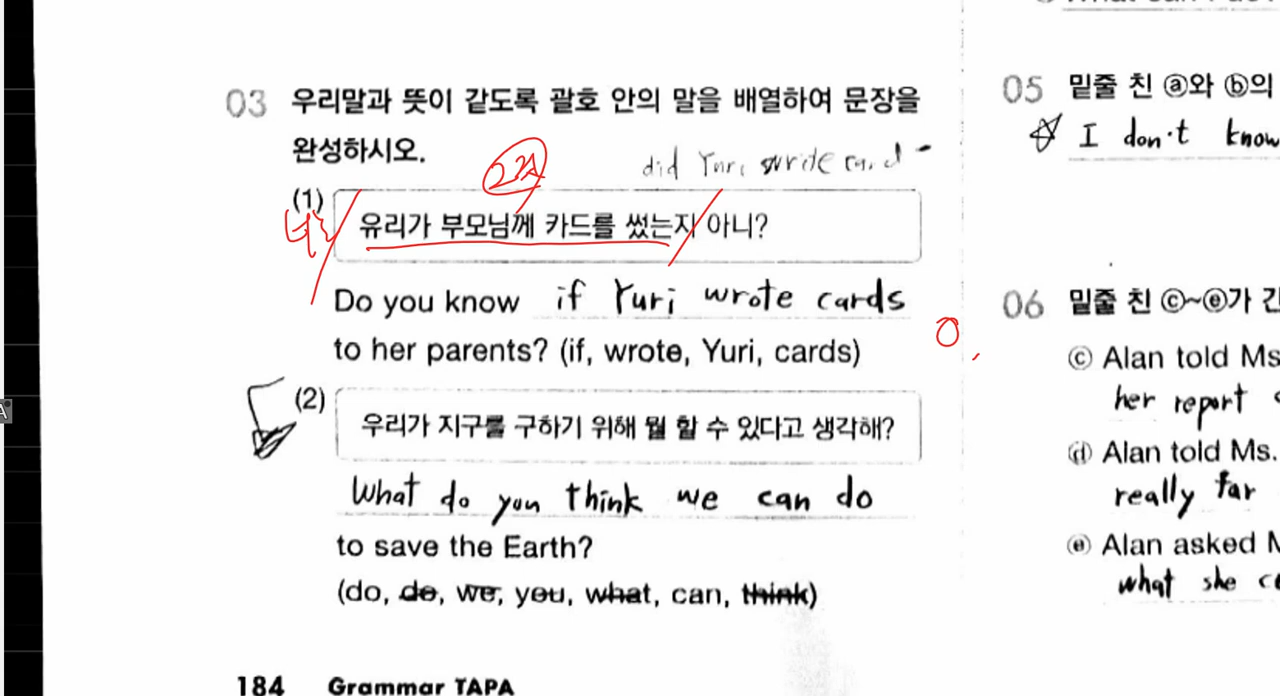 03 우리말과 뜻이 같도록 괄호 안의 말을 배열하여 문장을
완성하시오.
did Yuri write card
(1)
유리가 부모님께 카드를 썼는지 아니?
Do you know if Yuri wrote cards
to her parents? (if, wrote, Yuri, cards)
(2)
우리가 지구를 구하기 위해 뭘 할 수 있다고 생각해?
What do you think we can do
to save the Earth?
(do, do, we, you, what, can, think)
184 Grammar TAPA
05 밑줄 친 ⓐ와 ⓑ의
I don't know
06 밑줄 친 ⓒ~ⓔ가
ⓒ Alan told Ms
her report
ⓓ Alan told Ms.
really far
ⓔ Alan asked
what she